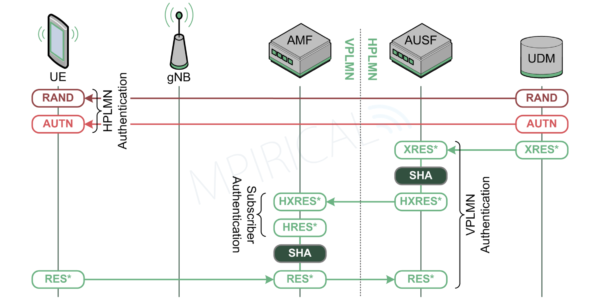 UE
gNB
AMF
VPLMN
HPLMN
AUSF
UDM
RAND
HPLMN
Authentication
RAND
AUTN
AUTN
MPIRICAL
XRES*
XRES*
SHA
Subscriber
Authentication
HXRES*
HXRES*
VPLMN
Authentication
HRES*
SHA
RES*
RES*
RES*